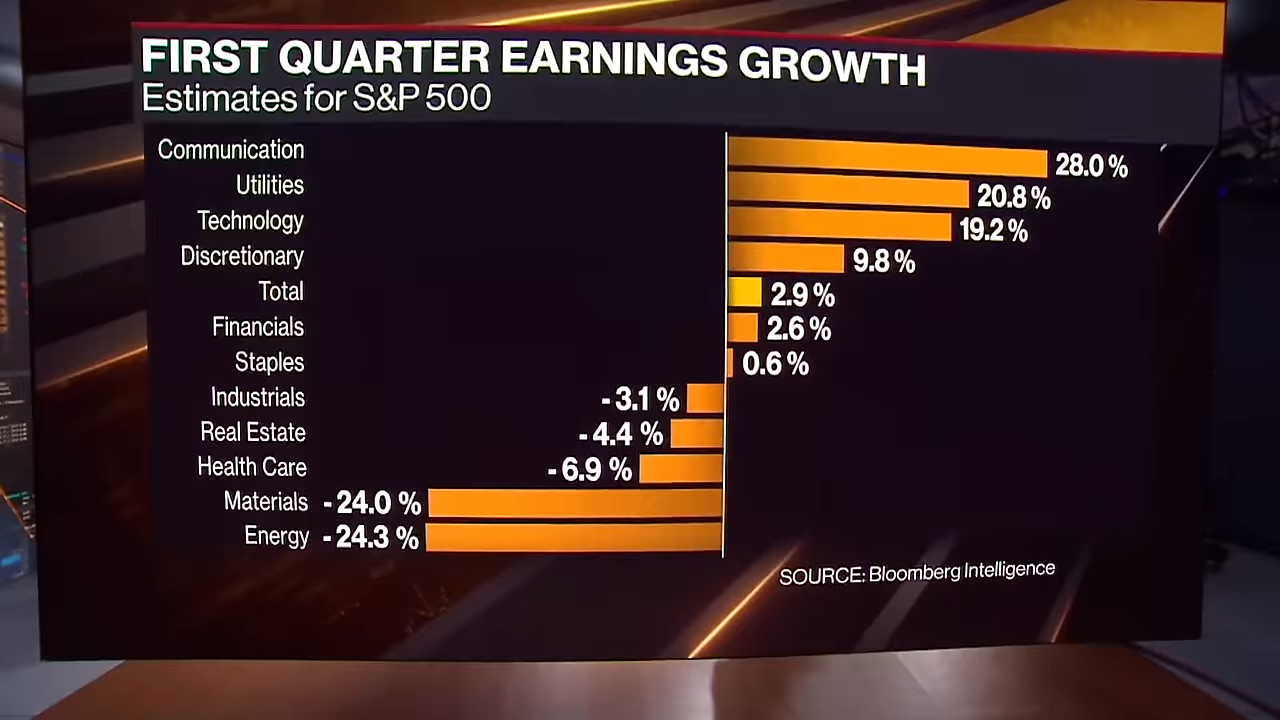 FIRST QUARTER EARNINGS GROWTH
Estimates for S&P 500
Communication 28.0 %
Utilities 20.8 %
Technology 19.2 %
Discretionary 9.8 %
Total 2.9 %
Financials 2.6 %
Staples 0.6 %
Industrials - 3.1 %
Real Estate - 4.4 %
Health Care - 6.9 %
Materials - 24.0 %
Energy - 24.3 %
SOURCE: Bloomberg Intelligence